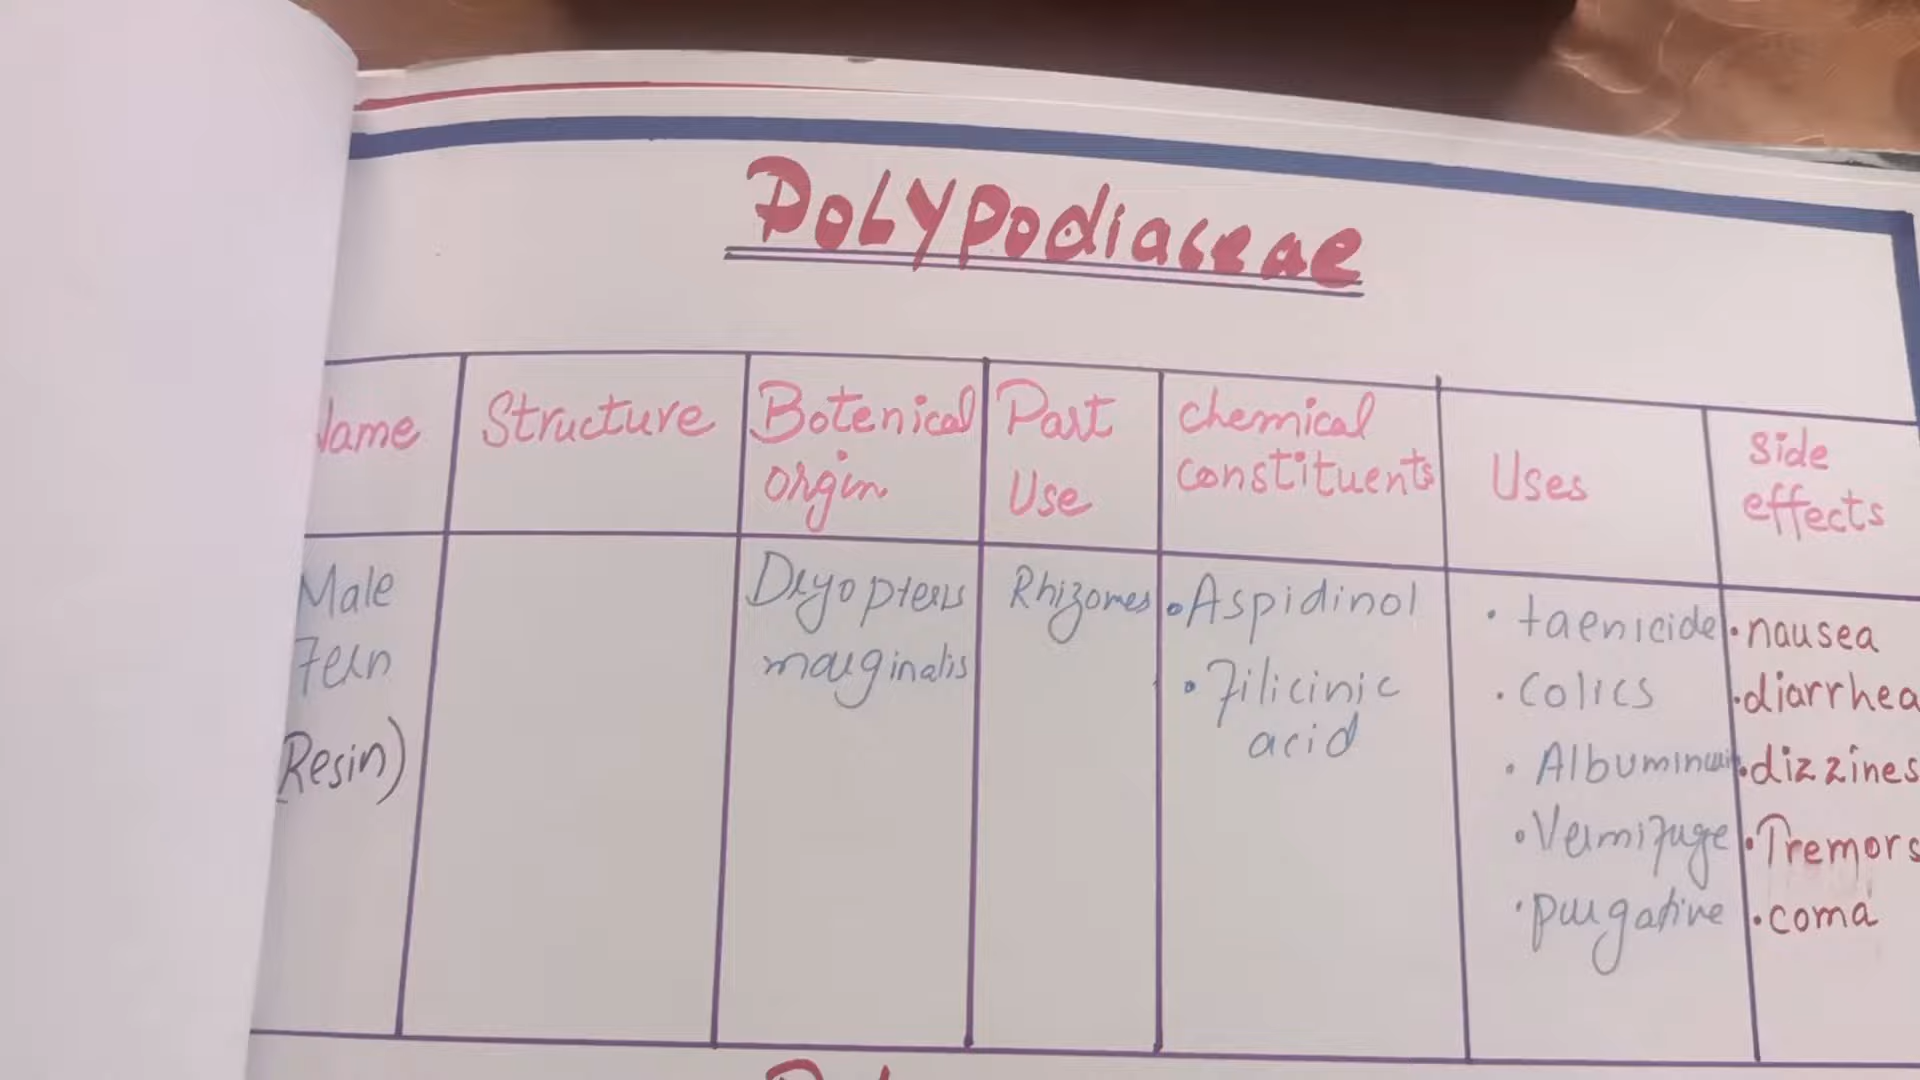 Polypodiaceae
Name
Structure
Botenical
orgin
Part
Use
chemical
constituents
Uses
Side
effects
Male
Fern
(Resin)
Dryopteris
marginalis
Rhizomes
• Aspidinol
• Filicinic
acid
• taenicide
• Colics
• Vermifuge
• purgative
• nausea
• diarrhea
• dizzines
• Tremors
• coma